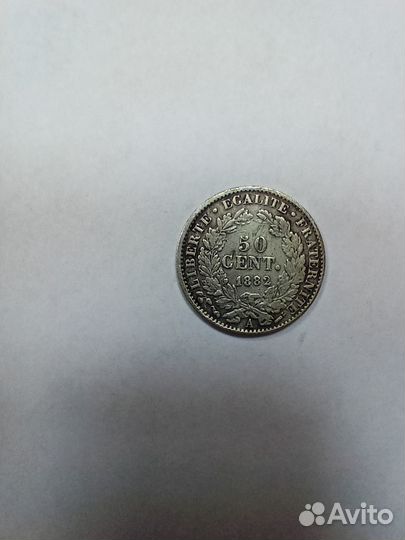 LIBERTE · EGALITE · FRATERNITE
50
CENT.
1882
A
Avito